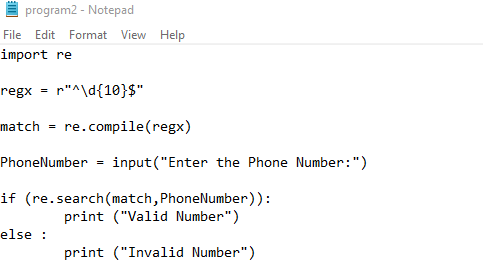 program2 - Notepad
File Edit Format View Help
import re
regx = r"^\d{10}$"
match = re.compile(regx)
PhoneNumber = input("Enter the Phone Number:")
if (re.search(match,PhoneNumber)):
        print ("Valid Number")
else :
        print ("Invalid Number")